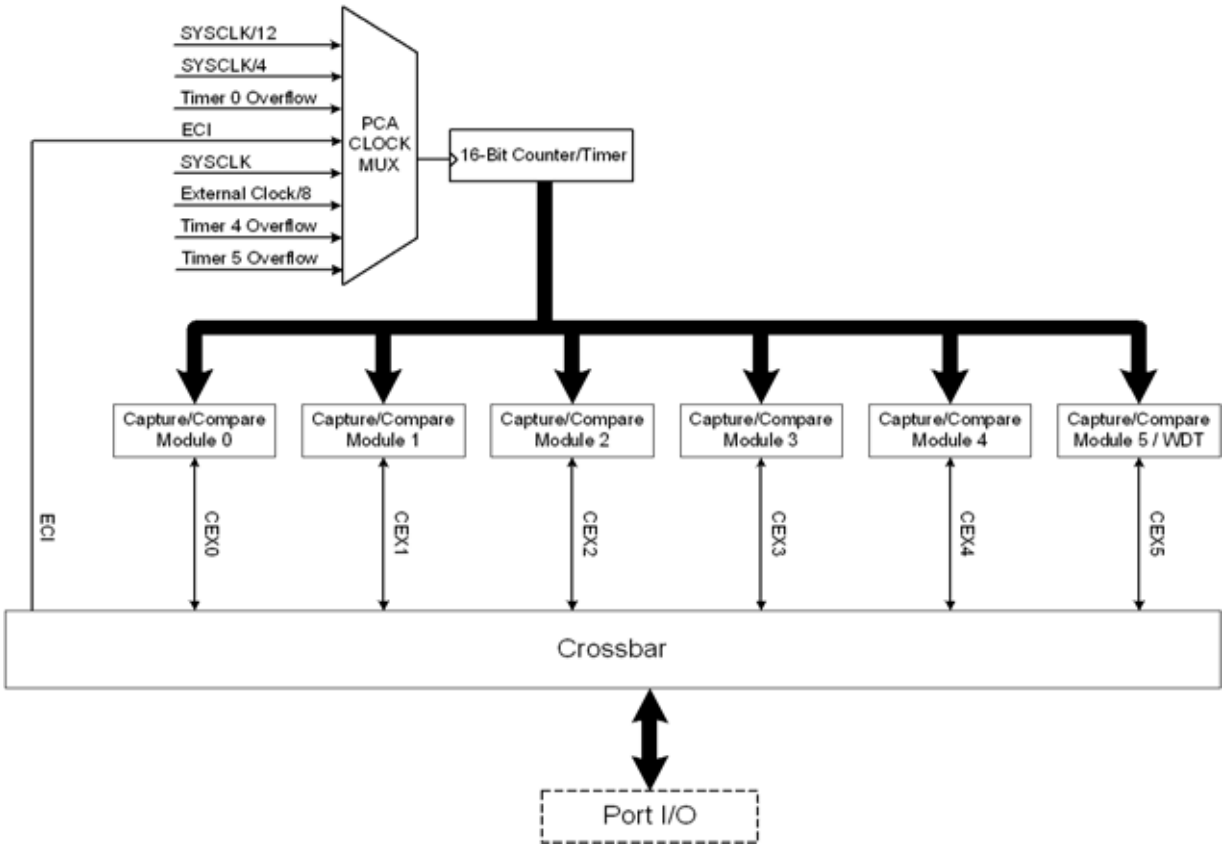 SYSCLK/12
SYSCLK/4
Timer 0 Overflow
ECI
SYSCLK
External Clock/8
Timer 4 Overflow
Timer 5 Overflow
PCA
CLOCK
MUX
16-Bit Counter/Timer
Capture/Compare
Module 0
Capture/Compare
Module 1
Capture/Compare
Module 2
Capture/Compare
Module 3
Capture/Compare
Module 4
Capture/Compare
Module 5 / WDT
ECI
CEX0
CEX1
CEX2
CEX3
CEX4
CEX5
Crossbar
Port I/O